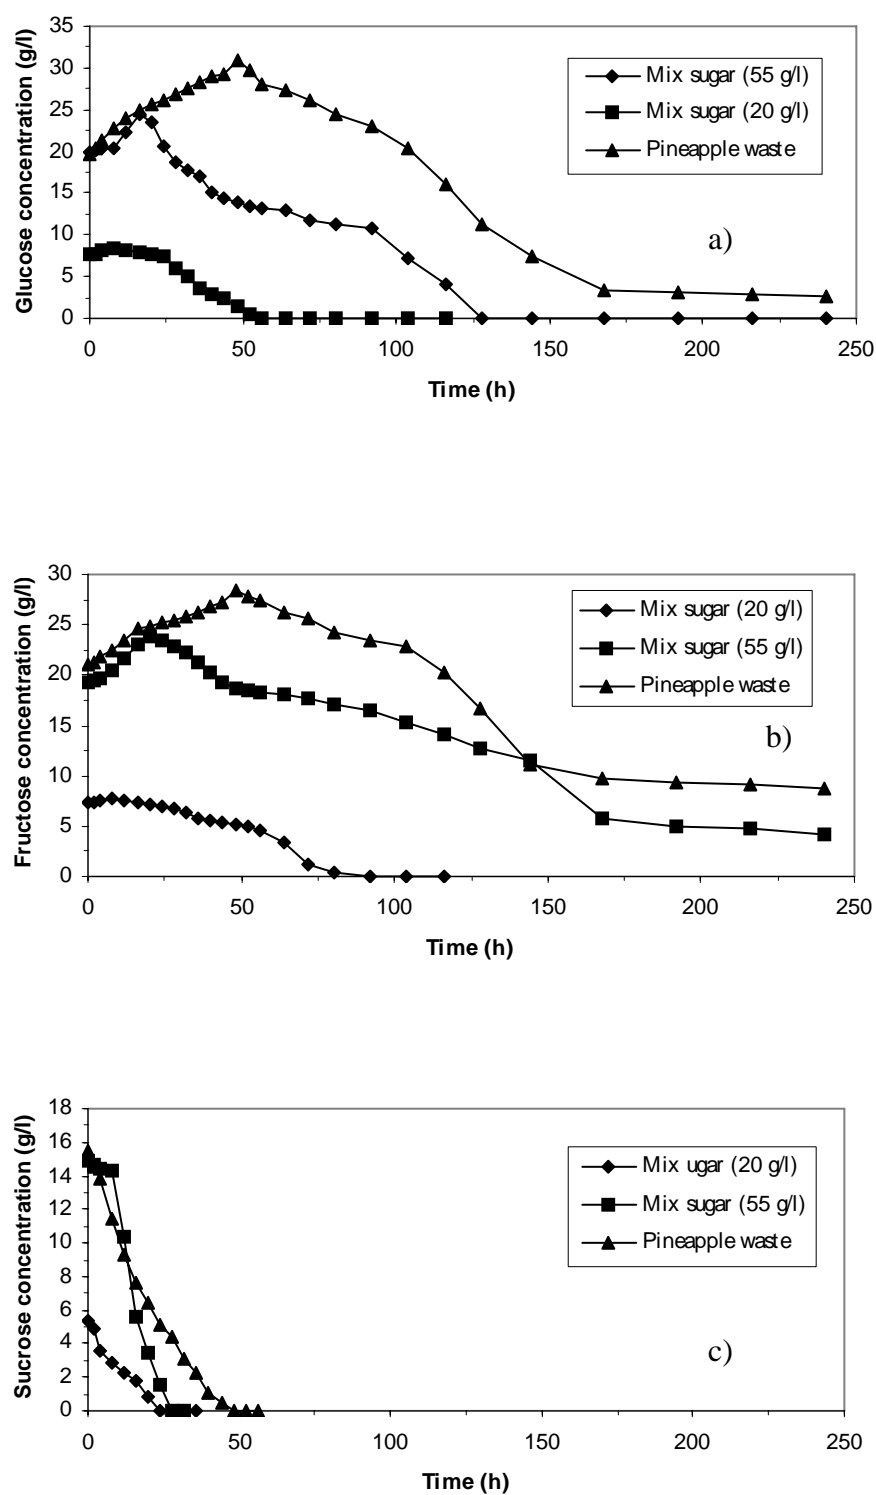 Glucose concentration (g/l)
35
30
25
20
15
10
5
0
0 50 100 150 200 250
Time (h)
Mix sugar (55 g/l)
Mix sugar (20 g/l)
Pineapple waste
a)
Fructose concentration (g/l)
30
25
20
15
10
5
0
0 50 100 150 200 250
Time (h)
Mix sugar (20 g/l)
Mix sugar (55 g/l)
Pineapple waste
b)
Sucrose concentration (g/l)
18
16
14
12
10
8
6
4
2
0
0 50 100 150 200 250
Time (h)
Mix ugar (20 g/l)
Mix sugar (55 g/l)
Pineapple waste
c)